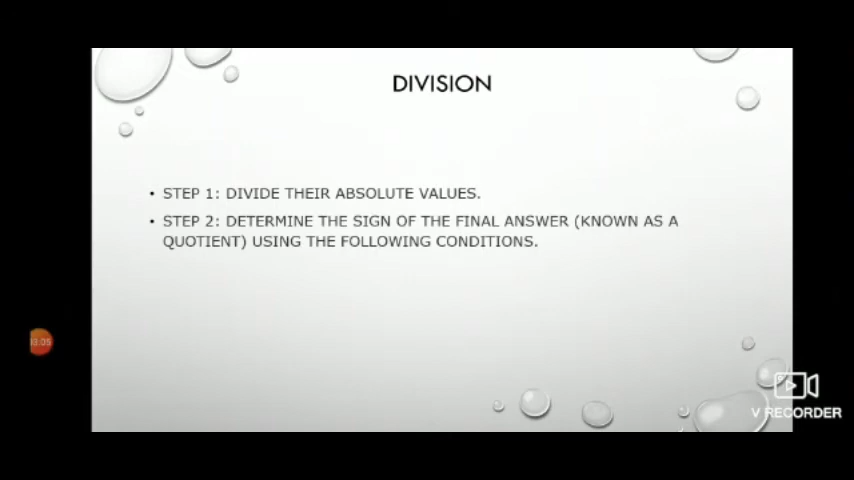 DIVISION
• STEP 1: DIVIDE THEIR ABSOLUTE VALUES.
• STEP 2: DETERMINE THE SIGN OF THE FINAL ANSWER (KNOWN AS A
QUOTIENT) USING THE FOLLOWING CONDITIONS.
V RECORDER